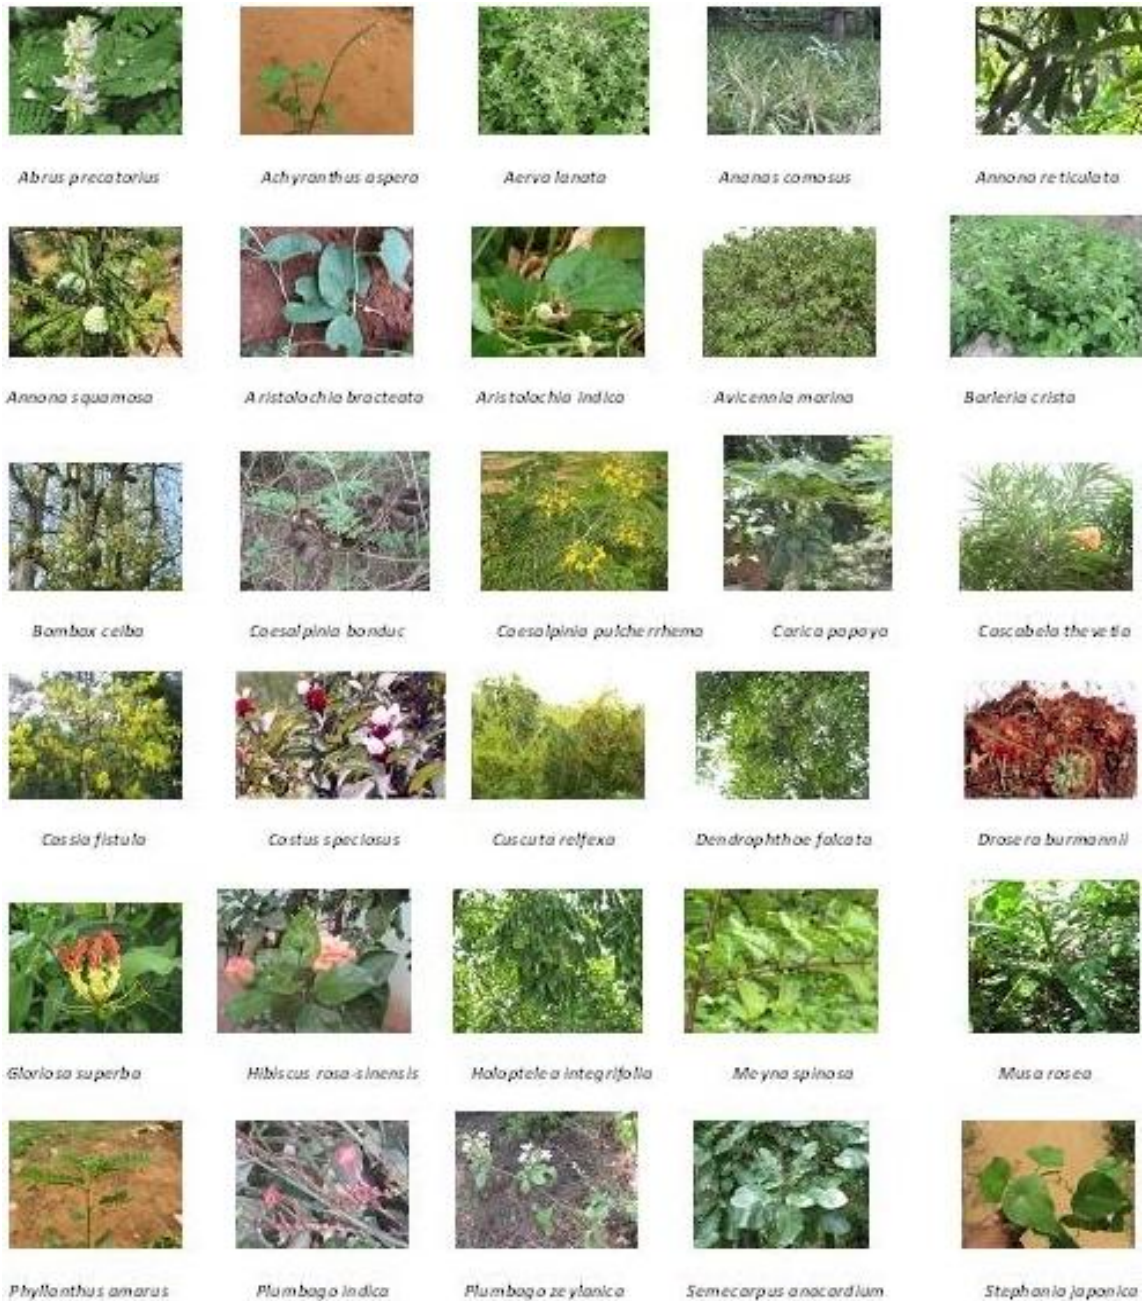 Abrus precatorius Achyranthus aspera Aerva lanata Ananas comosus Annona reticulata
Annona squamosa Aristolochia bracteata Aristolochia indica Avicennia marina Barleria crista
Bombax ceiba Caesalpinia bonduc Caesalpinia pulcherrhema Carica papaya Cascabela thevetia
Cassia fistula Costus speciosus Cuscuta relfexa Dendrophthoe falcata Drosera burmannii
Gloriosa superba Hibiscus rosa-sinensis Holoptelea integrifolia Meyna spinosa Musa rosea
Phyllanthus amarus Plumbago indica Plumbago zeylanica Semecarpus anacardium Stephania japonica